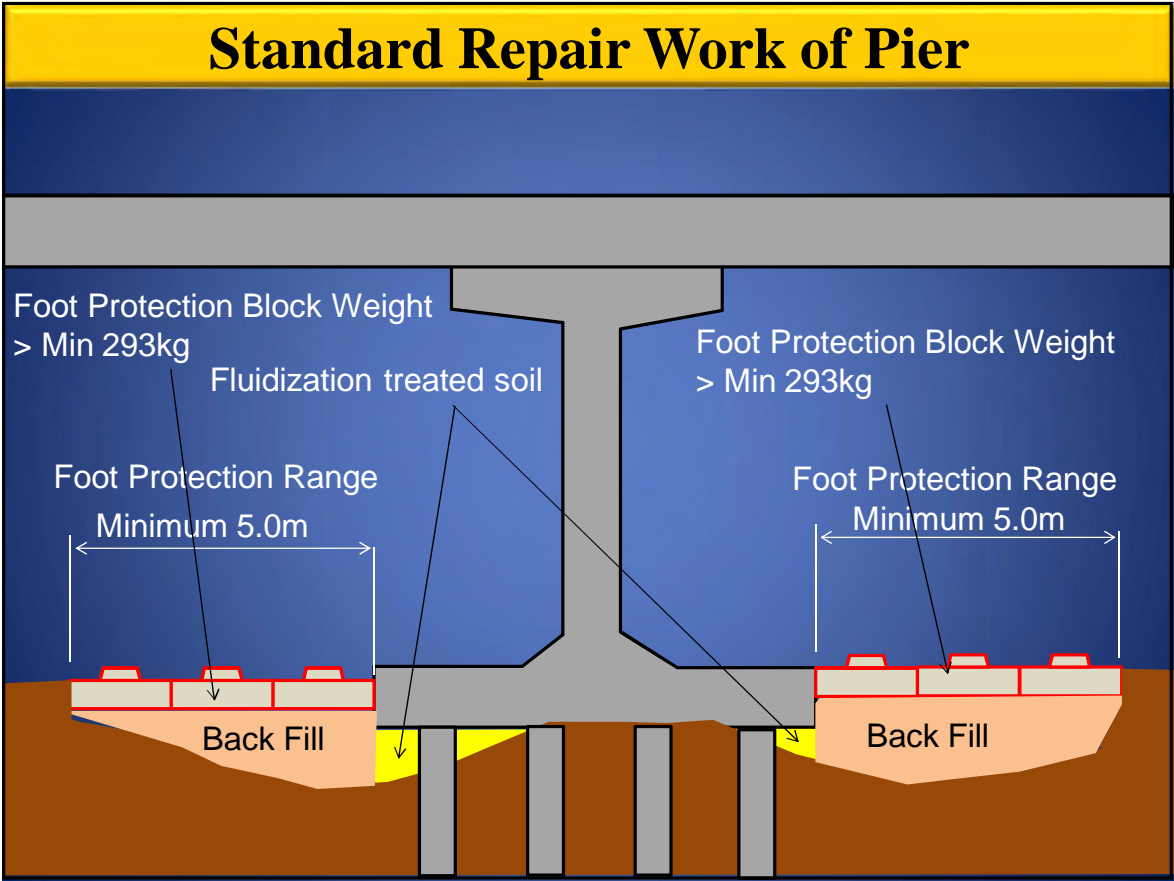 Standard Repair Work of Pier
Foot Protection Block Weight
> Min 293kg
Fluidization treated soil
Foot Protection Block Weight
> Min 293kg
Foot Protection Range
Minimum 5.0m
Foot Protection Range
Minimum 5.0m
Back Fill
Back Fill